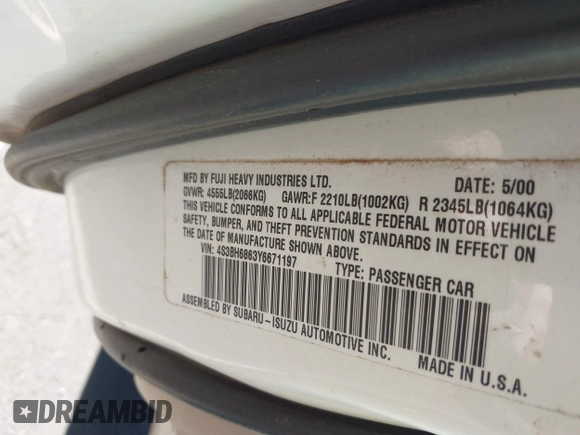 MFD BY FUJI HEAVY INDUSTRIES LTD. DATE: 5/00
GVWR: 4555LB(2066KG) GAWR:F 2210LB(1002KG) R 2345LB(1064KG)
THIS VEHICLE CONFORMS TO ALL APPLICABLE FEDERAL MOTOR VEHICLE
SAFETY, BUMPER, AND THEFT PREVENTION STANDARDS IN EFFECT ON
THE DATE OF MANUFACTURE SHOWN ABOVE.
VIN: 4S3BH6863Y6671197 TYPE: PASSENGER CAR
ASSEMBLED BY SUBARU-ISUZU AUTOMOTIVE INC. MADE IN U.S.A.
DREAMBID